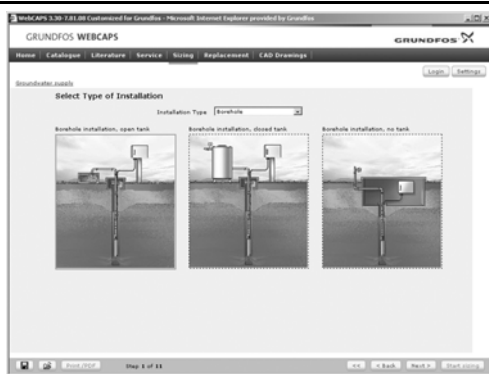 WebCAPS 3.30-7.01.00 Customized for Grundfos - Microsoft Internet Explorer provided by Grundfos
GRUNDFOS WEBCAPS
GRUNDFOS
Home Catalogue Literature Service Sizing Replacement CAD Drawings
Login Settings
Groundwater supply
Select Type of Installation
Installation Type Borehole
Borehole installation, open tank Borehole installation, closed tank Borehole installation, no tank
Print/PDF Step 1 of 11 << < Back Next > Start sizing